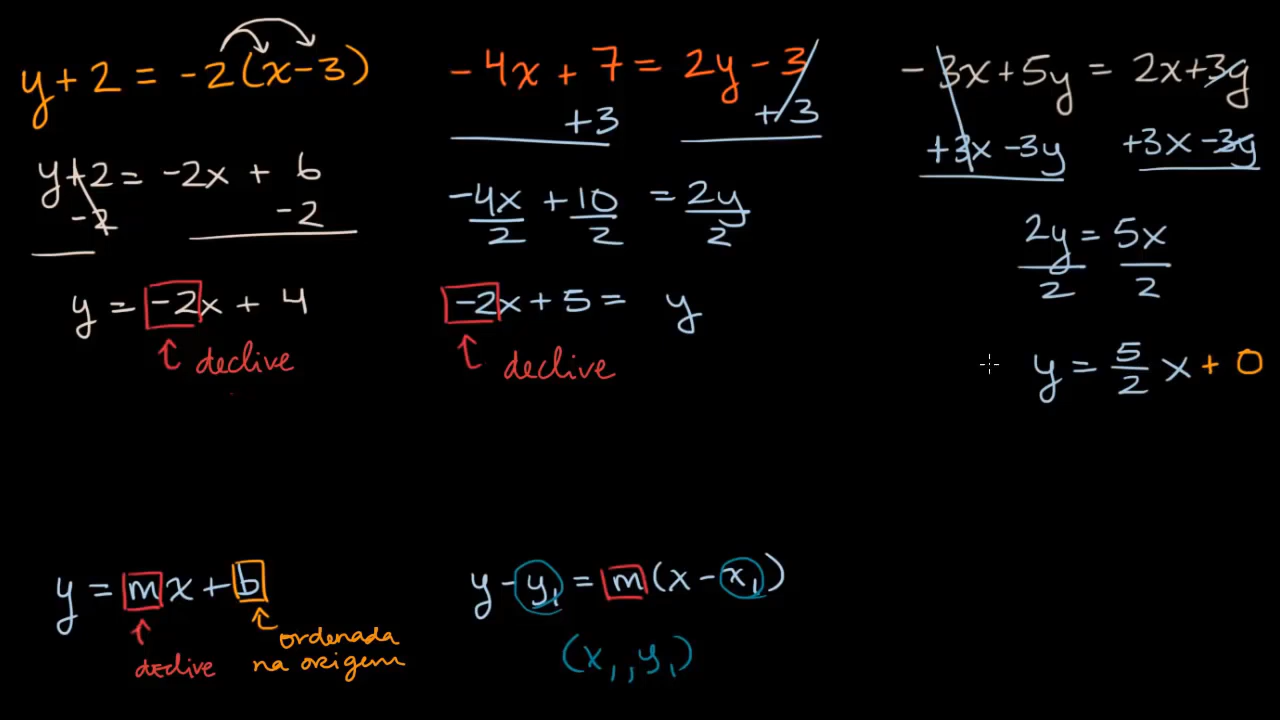 y + 2 = -2(x - 3)
y + 2 = -2x + 6
-2 -2
y = -2x + 4
declive
-4x + 7 = 2y - 3
+3 +3
-4x/2 + 10/2 = 2y/2
-2x + 5 = y
declive
-3x + 5y = 2x + 3y
+3x - 3y +3x - 3y
2y/2 = 5x/2
y = 5/2 x + 0
y = mx + b
declive
ordenada
na origem
y - y₁ = m(x - x₁)
(x₁, y₁)